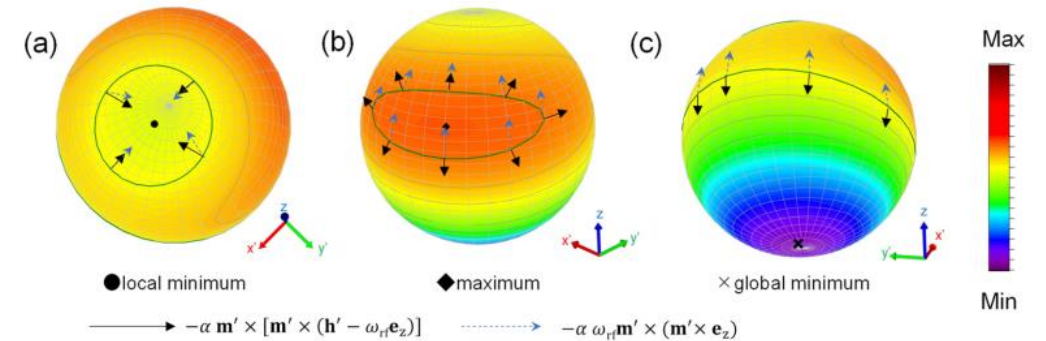 (a)
(b)
(c)
Max
Min
z
x'
y'
z
x'
y'
z
x'
y'
●local minimum
◆maximum
×global minimum
−α m′ × [m′ × (h′ − ω_rf e_z)]
−α ω_rf m′ × (m′ × e_z)